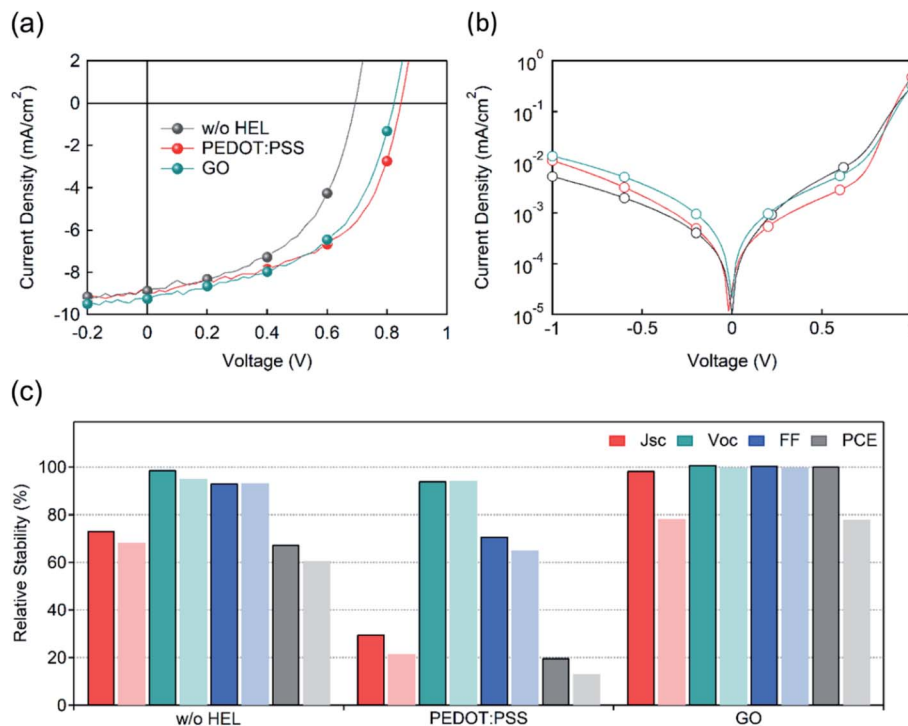 (a)
2
0
-2
-4
-6
-8
-10
-0.2
0
0.2
0.4
0.6
0.8
1
Current Density (mA/cm²)
Voltage (V)
w/o HEL
PEDOT:PSS
GO
(b)
10⁰
10⁻¹
10⁻²
10⁻³
10⁻⁴
10⁻⁵
-1
-0.5
0
0.5
Current Density (mA/cm²)
Voltage (V)
(c)
Jsc
Voc
FF
PCE
100
80
60
40
20
0
Relative Stability (%)
w/o HEL
PEDOT:PSS
GO